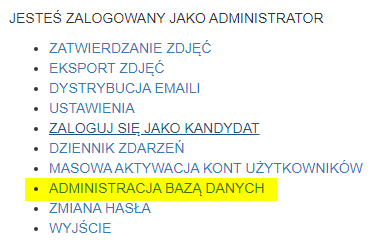 JESTEŚ ZALOGOWANY JAKO ADMINISTRATOR
ZATWIERDZANIE ZDJĘĆ
EKSPORT ZDJĘĆ
DYSTRYBUCJA EMAILI
USTAWIENIA
ZALOGUJ SIĘ JAKO KANDYDAT
DZIENNIK ZDARZEŃ
MASOWA AKTYWACJA KONT UŻYTKOWNIKÓW
ADMINISTRACJA BAZĄ DANYCH
ZMIANA HASŁA
WYJŚCIE